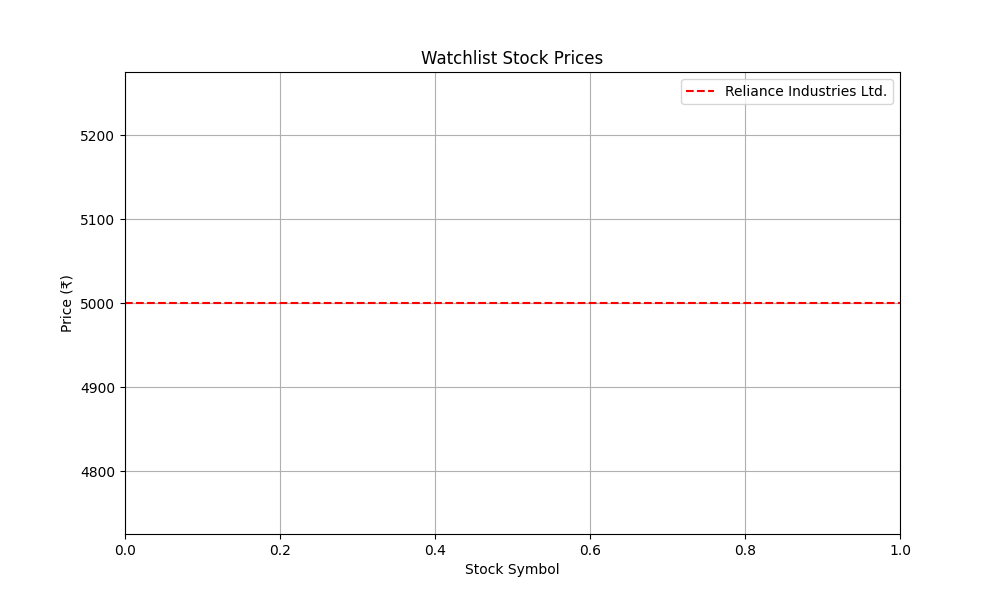 Watchlist Stock Prices
Reliance Industries Ltd.
5200
5100
5000
4900
4800
Price (₹)
0.0 0.2 0.4 0.6 0.8 1.0
Stock Symbol